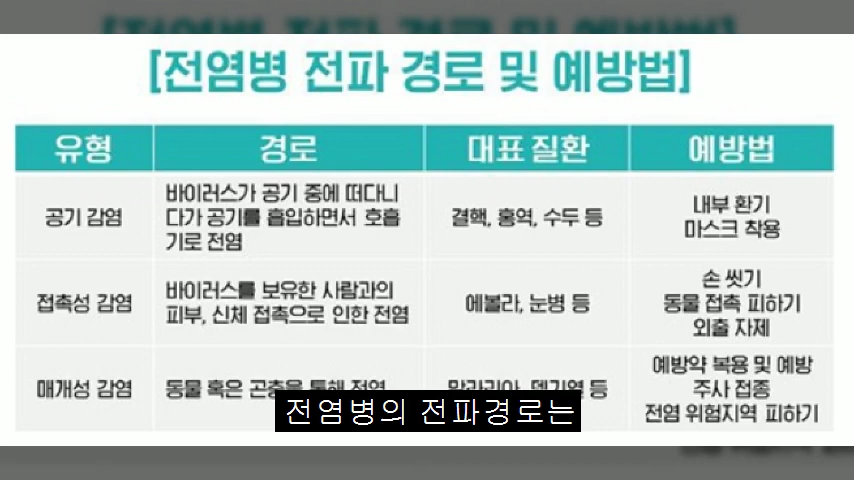 [전염병 전파 경로 및 예방법]
유형 경로 대표 질환 예방법
공기 감염
바이러스가 공기 중에 떠다니
다가 공기를 흡입하면서 호흡
기로 전염
결핵, 홍역, 수두 등
내부 환기
마스크 착용
접촉성 감염
바이러스를 보유한 사람과의
피부, 신체 접촉으로 인한 전염
에볼라, 눈병 등
손 씻기
동물 접촉 피하기
외출 자제
매개성 감염
동물 혹은 곤충을 통해 전염
말라리아, 뎅기열 등
예방약 복용 및 예방
주사 접종
전염 위험지역 피하기
전염병의 전파경로는